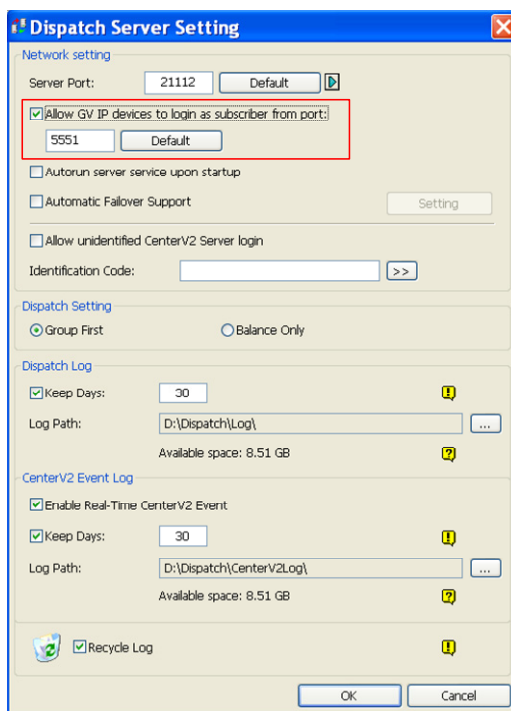 Dispatch Server Setting
Network setting
Server Port: 21112 Default
Allow GV IP devices to login as subscriber from port:
5551 Default
Autorun server service upon startup
Automatic Failover Support Setting
Allow unidentified CenterV2 Server login
Identification Code: >>
Dispatch Setting
Group First Balance Only
Dispatch Log
Keep Days: 30
Log Path: D:\Dispatch\Log\ ...
Available space: 8.51 GB
CenterV2 Event Log
Enable Real-Time CenterV2 Event
Keep Days: 30
Log Path: D:\Dispatch\CenterV2Log\ ...
Available space: 8.51 GB
Recycle Log
OK Cancel